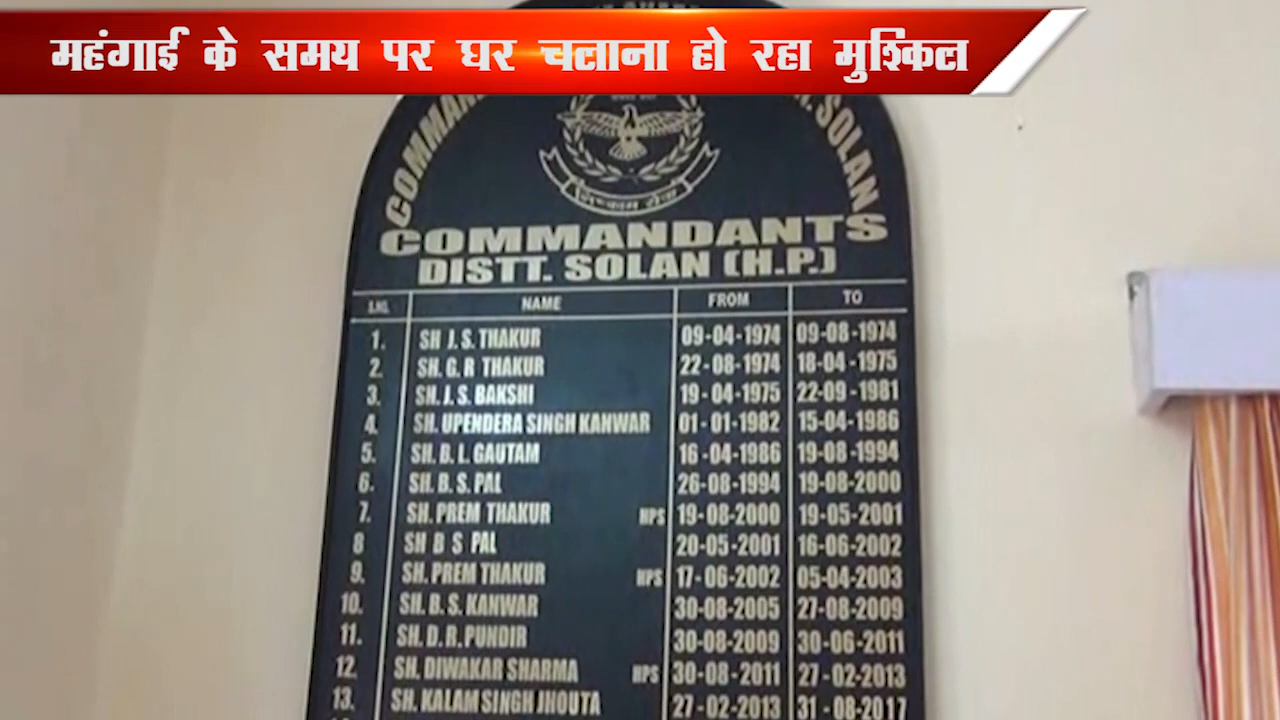 महंगाई के समय पर घर चलाना हो रहा मुश्किल
SOLAN
निष्काम सेवा
COMMANDANTS
DISTT. SOLAN (H.P.)
S.NO. NAME FROM TO
1. SH J. S. THAKUR 09-04-1974 09-08-1974
2. SH. G. R THAKUR 22-08-1974 18-04-1975
3. SH. J. S. BAKSHI 19-04-1975 22-09-1981
4. SH. UPENDERA SINGH KANWAR 01-01-1982 15-04-1986
5. SH. B. L. GAUTAM 16-04-1986 19-08-1994
6. SH. B. S. PAL 26-08-1994 19-08-2000
7. SH. PREM THAKUR HPS 19-08-2000 19-05-2001
8 SH B S PAL 20-05-2001 16-06-2002
9. SH. PREM THAKUR HPS 17-06-2002 05-04-2003
10. SH. B. S. KANWAR 30-08-2005 27-08-2009
11. SH. D. R. PUNDIR 30-08-2009 30-06-2011
12. SH. DIWAKAR SHARMA HPS 30-08-2011 27-02-2013
13. SH. KALAM SINGH JHOUTA 27-02-2013 31-08-2017